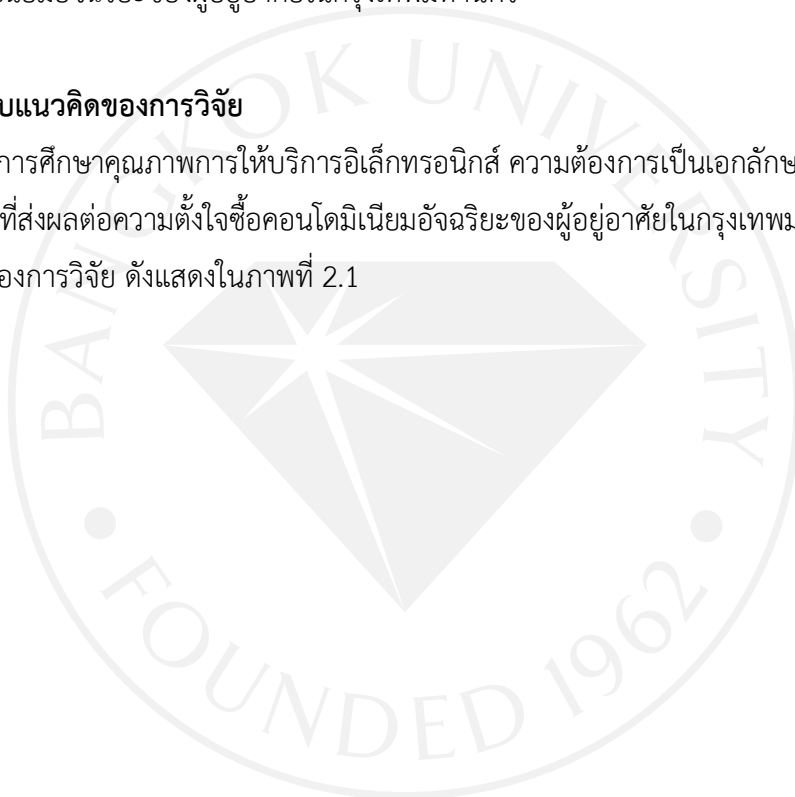 บแนวคิดของการวิจัย
การศึกษาคุณภาพการให้บริการอิเล็กทรอนิกส์ ความต้องการเป็นเอกลักษ
ที่ส่งผลต่อความตั้งใจซื้อคอนโดมิเนียมอัจฉริยะของผู้อยู่อาศัยในกรุงเทพม
องการวิจัย ดังแสดงในภาพที่ 2.1
BANGKOK UNIVERSITY
• FOUNDED 1962 •